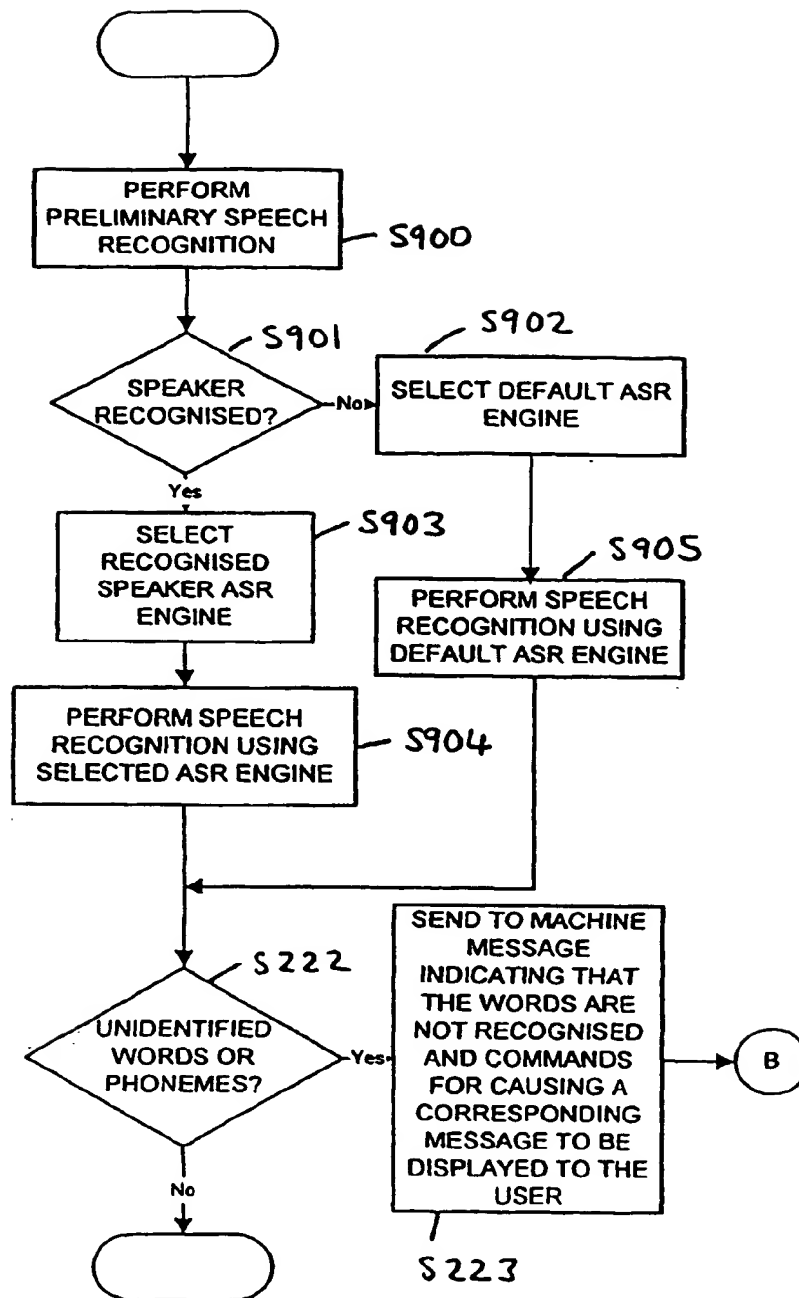 PERFORM
PRELIMINARY SPEECH
RECOGNITION
S900
S901
SPEAKER
RECOGNISED?
No
Yes
S902
SELECT DEFAULT ASR
ENGINE
S903
SELECT
RECOGNISED
SPEAKER ASR
ENGINE
S905
PERFORM SPEECH
RECOGNITION USING
DEFAULT ASR ENGINE
PERFORM SPEECH
RECOGNITION USING
SELECTED ASR ENGINE
S904
S222
UNIDENTIFIED
WORDS OR
PHONEMES?
Yes
No
SEND TO MACHINE
MESSAGE
INDICATING THAT
THE WORDS ARE
NOT RECOGNISED
AND COMMANDS
FOR CAUSING A
CORRESPONDING
MESSAGE TO BE
DISPLAYED TO THE
USER
B
S223